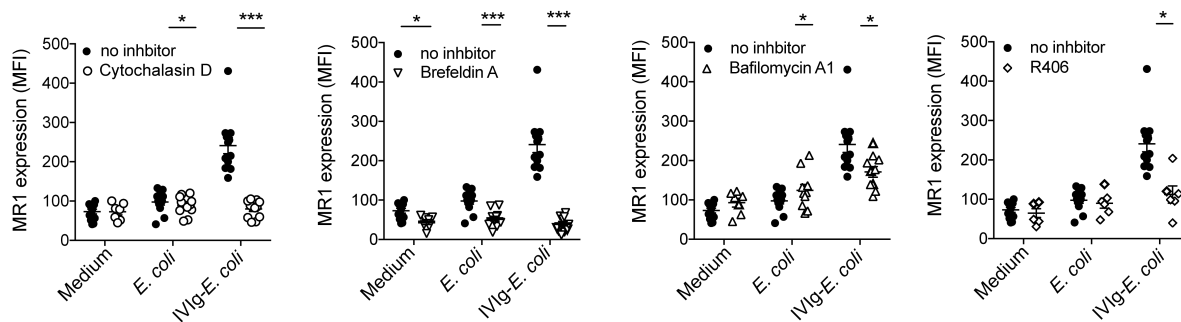 * ***
500
no inhbitor
Cytochalasin D
400
300
200
100
0
MR1 expression (MFI)
Medium
E. coli
IVIg-E. coli
* *** ***
500
no inhbitor
Brefeldin A
400
300
200
100
0
MR1 expression (MFI)
Medium
E. coli
IVIg-E. coli
* *
500
no inhbitor
Bafilomycin A1
400
300
200
100
0
MR1 expression (MFI)
Medium
E. coli
IVIg-E. coli
*
500
no inhbitor
R406
400
300
200
100
0
MR1 expression (MFI)
Medium
E. coli
IVIg-E. coli